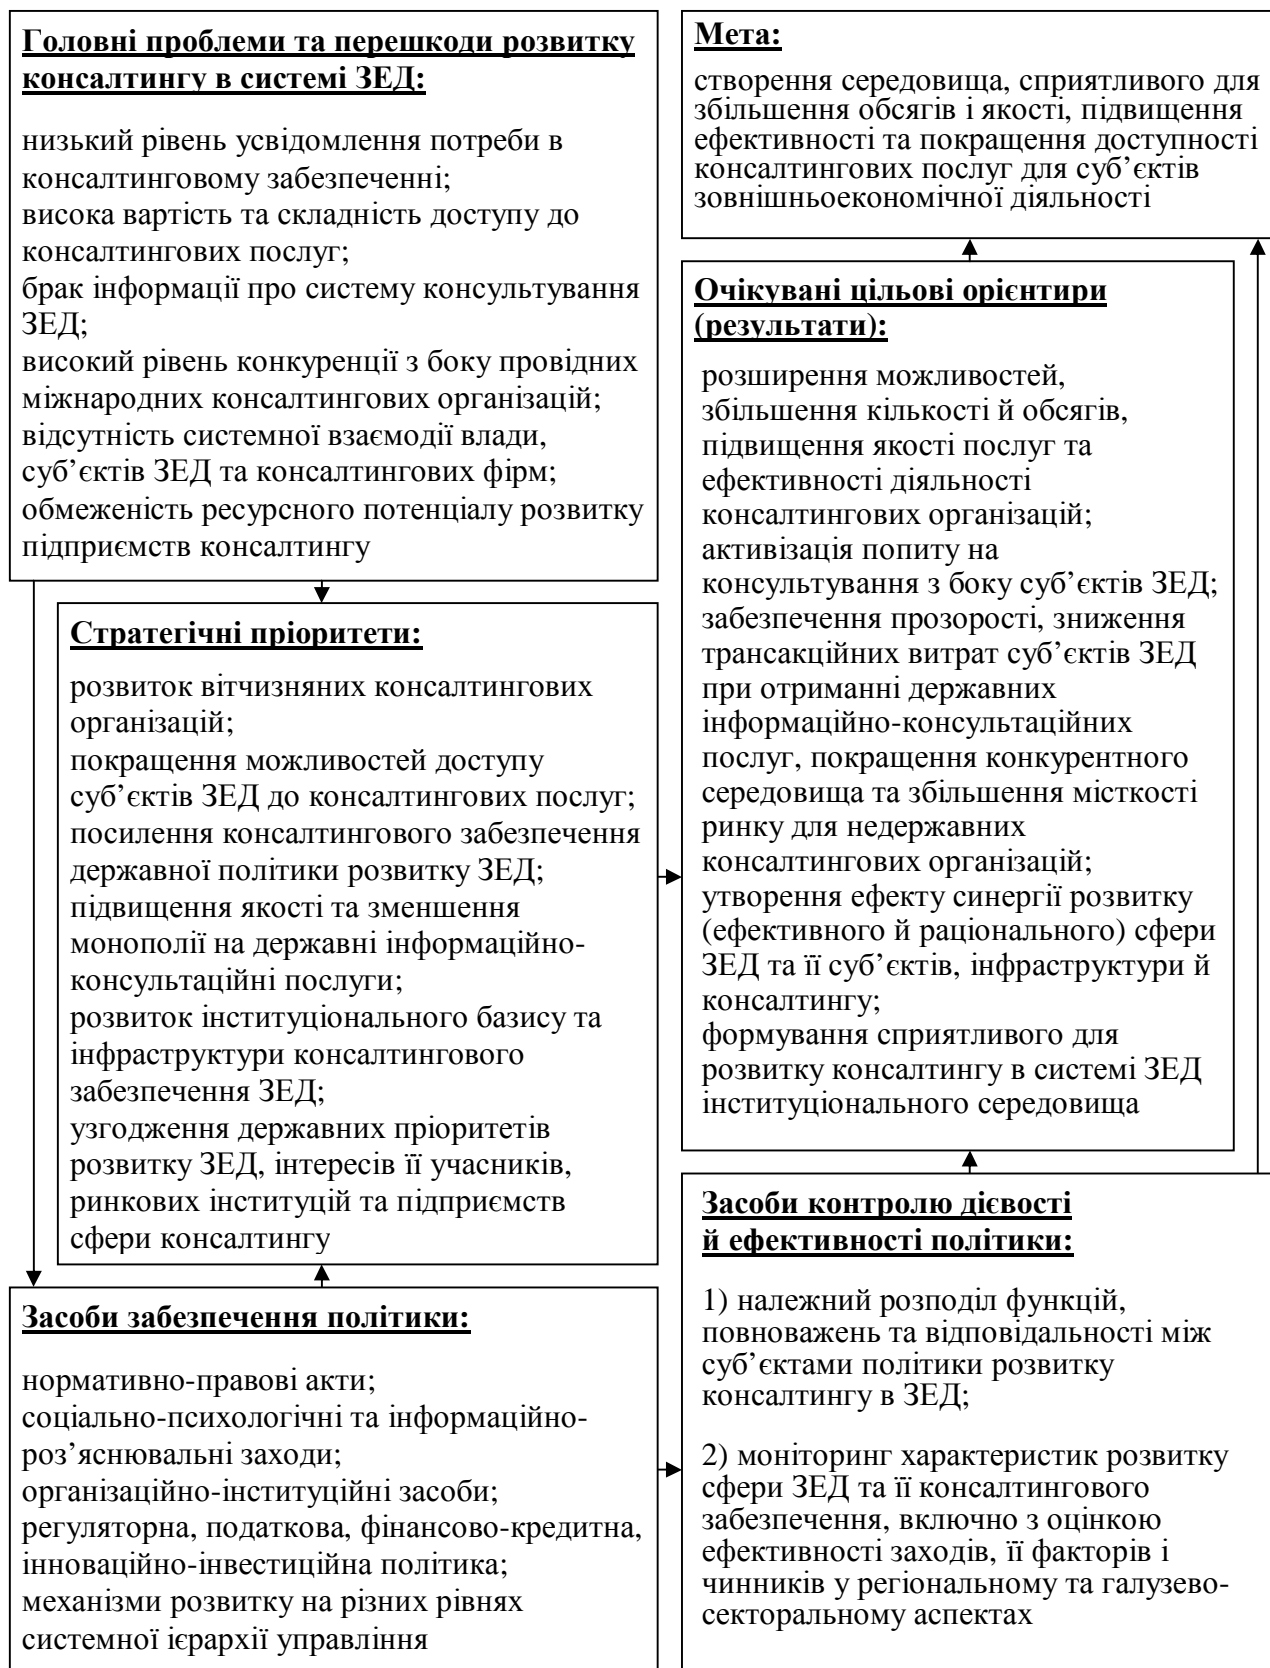 Головні проблеми та перешкоди розвитку
консалтингу в системі ЗЕД:
низький рівень усвідомлення потреби в
консалтинговому забезпеченні;
висока вартість та складність доступу до
консалтингових послуг;
брак інформації про систему консультування
ЗЕД;
високий рівень конкуренції з боку провідних
міжнародних консалтингових організацій;
відсутність системної взаємодії влади,
суб’єктів ЗЕД та консалтингових фірм;
обмеженість ресурсного потенціалу розвитку
підприємств консалтингу
Стратегічні пріоритети:
розвиток вітчизняних консалтингових
організацій;
покращення можливостей доступу
суб’єктів ЗЕД до консалтингових послуг;
посилення консалтингового забезпечення
державної політики розвитку ЗЕД;
підвищення якості та зменшення
монополії на державні інформаційно-
консультаційні послуги;
розвиток інституціонального базису та
інфраструктури консалтингового
забезпечення ЗЕД;
узгодження державних пріоритетів
розвитку ЗЕД, інтересів її учасників,
ринкових інституцій та підприємств
сфери консалтингу
Засоби забезпечення політики:
нормативно-правові акти;
соціально-психологічні та інформаційно-
роз’яснювальні заходи;
організаційно-інституційні засоби;
регуляторна, податкова, фінансово-кредитна,
інноваційно-інвестиційна політика;
механізми розвитку на різних рівнях
системної ієрархії управління
Мета:
створення середовища, сприятливого для
збільшення обсягів і якості, підвищення
ефективності та покращення доступності
консалтингових послуг для суб’єктів
зовнішньоекономічної діяльності
Очікувані цільові орієнтири
(результати):
розширення можливостей,
збільшення кількості й обсягів,
підвищення якості послуг та
ефективності діяльності
консалтингових організацій;
активізація попиту на
консультування з боку суб’єктів ЗЕД;
забезпечення прозорості, зниження
трансакційних витрат суб’єктів ЗЕД
при отриманні державних
інформаційно-консультаційних
послуг, покращення конкурентного
середовища та збільшення місткості
ринку для недержавних
консалтингових організацій;
утворення ефекту синергії розвитку
(ефективного й раціонального) сфери
ЗЕД та її суб’єктів, інфраструктури й
консалтингу;
формування сприятливого для
розвитку консалтингу в системі ЗЕД
інституціонального середовища
Засоби контролю дієвості
й ефективності політики:
1) належний розподіл функцій,
повноважень та відповідальності між
суб’єктами політики розвитку
консалтингу в ЗЕД;
2) моніторинг характеристик розвитку
сфери ЗЕД та її консалтингового
забезпечення, включно з оцінкою
ефективності заходів, її факторів і
чинників у регіональному та галузево-
секторальному аспектах